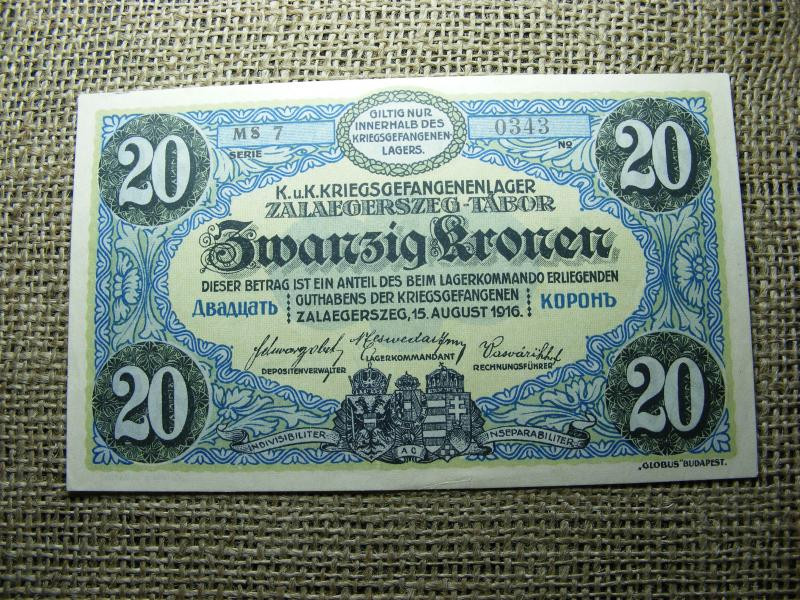 20
MS 7
SERIE
GILTIG NUR
INNERHALB DES
KRIEGSGEFANGENEN-
LAGERS.
0343
No
20
K.u.K.KRIEGSGEFANGENENLAGER
ZALAEGERSZEG-TÁBOR
Zwanzig Kronen
DIESER BETRAG IST EIN ANTEIL DES BEIM LAGERKOMMANDO ERLIEGENDEN
Двадцать
GUTHABENS DER KRIEGSGEFANGENEN
КОРОНЪ
ZALAEGERSZEG, 15. AUGUST 1916.
DEPOSITENVERWALTER
LAGERKOMMANDANT
RECHNUNGSFÜHRER
20
20
INDIVISIBILITER
AC
INSEPARABILITER
„GLOBUS" BUDAPEST.